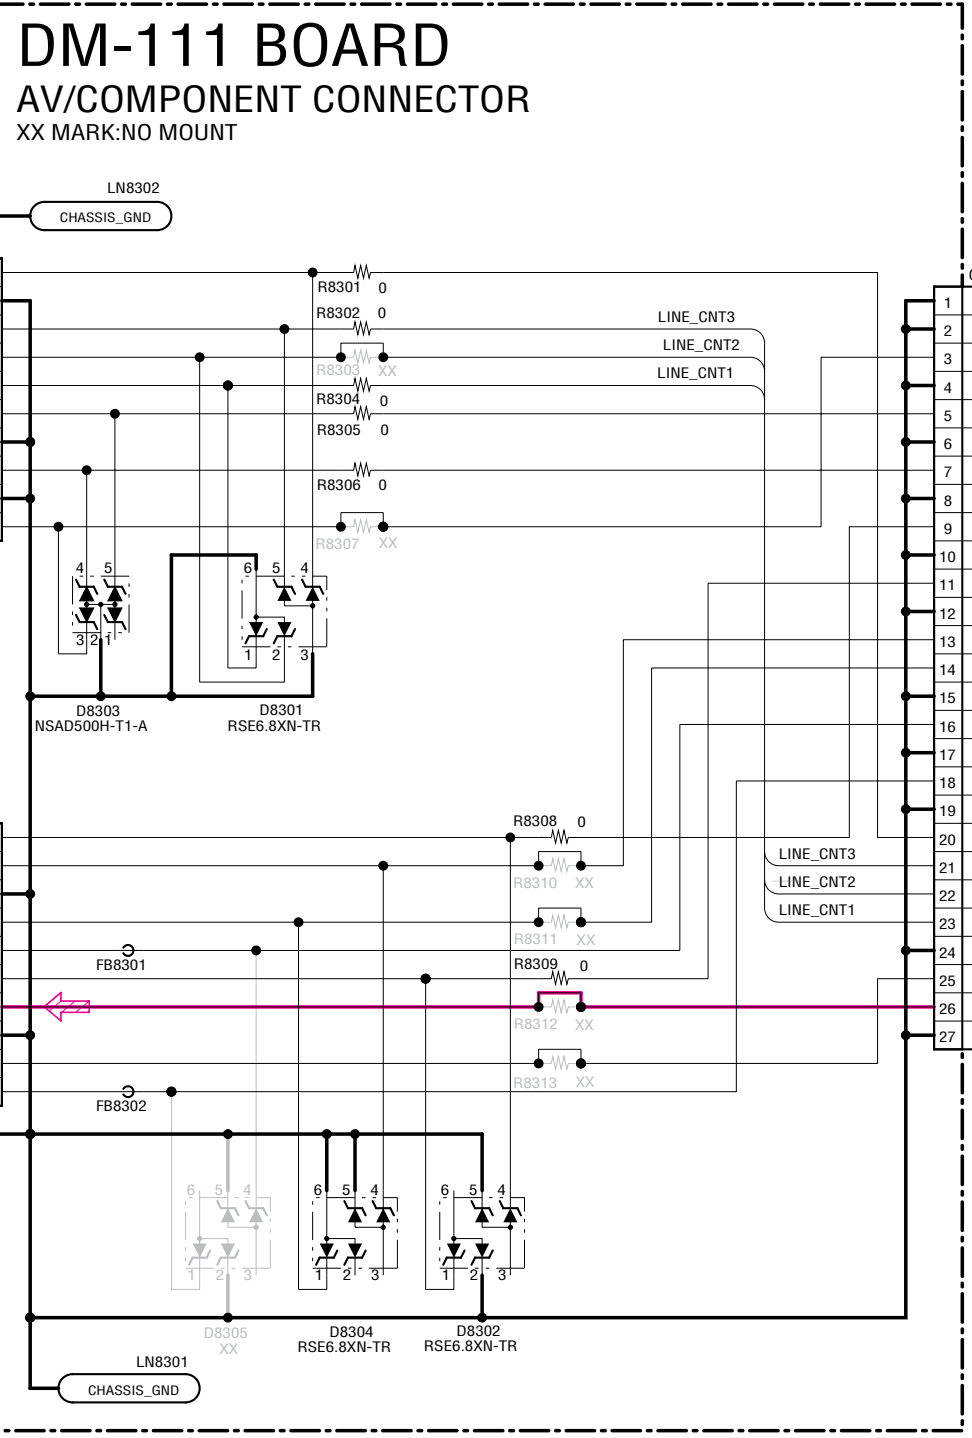 DM-111 BOARD
AV/COMPONENT CONNECTOR
XX MARK:NO MOUNT
LN8302
CHASSIS_GND
R8301 0
R8302 0
LINE_CNT3
R8303 XX
LINE_CNT2
R8304 0
LINE_CNT1
R8305 0
R8306 0
R8307 XX
1
2
3
4
5
6
7
8
9
10
11
12
13
14
15
16
17
18
19
20
21
22
23
24
25
26
27
4 5
3 2 1
D8303
NSAD500H-T1-A
6 5 4
1 2 3
D8301
RSE6.8XN-TR
R8308 0
R8310 XX
R8311 XX
R8309 0
R8312 XX
R8313 XX
LINE_CNT3
LINE_CNT2
LINE_CNT1
FB8301
FB8302
6 5 4
1 2 3
D8305
XX
6 5 4
1 2 3
D8304
RSE6.8XN-TR
6 5 4
1 2 3
D8302
RSE6.8XN-TR
LN8301
CHASSIS_GND